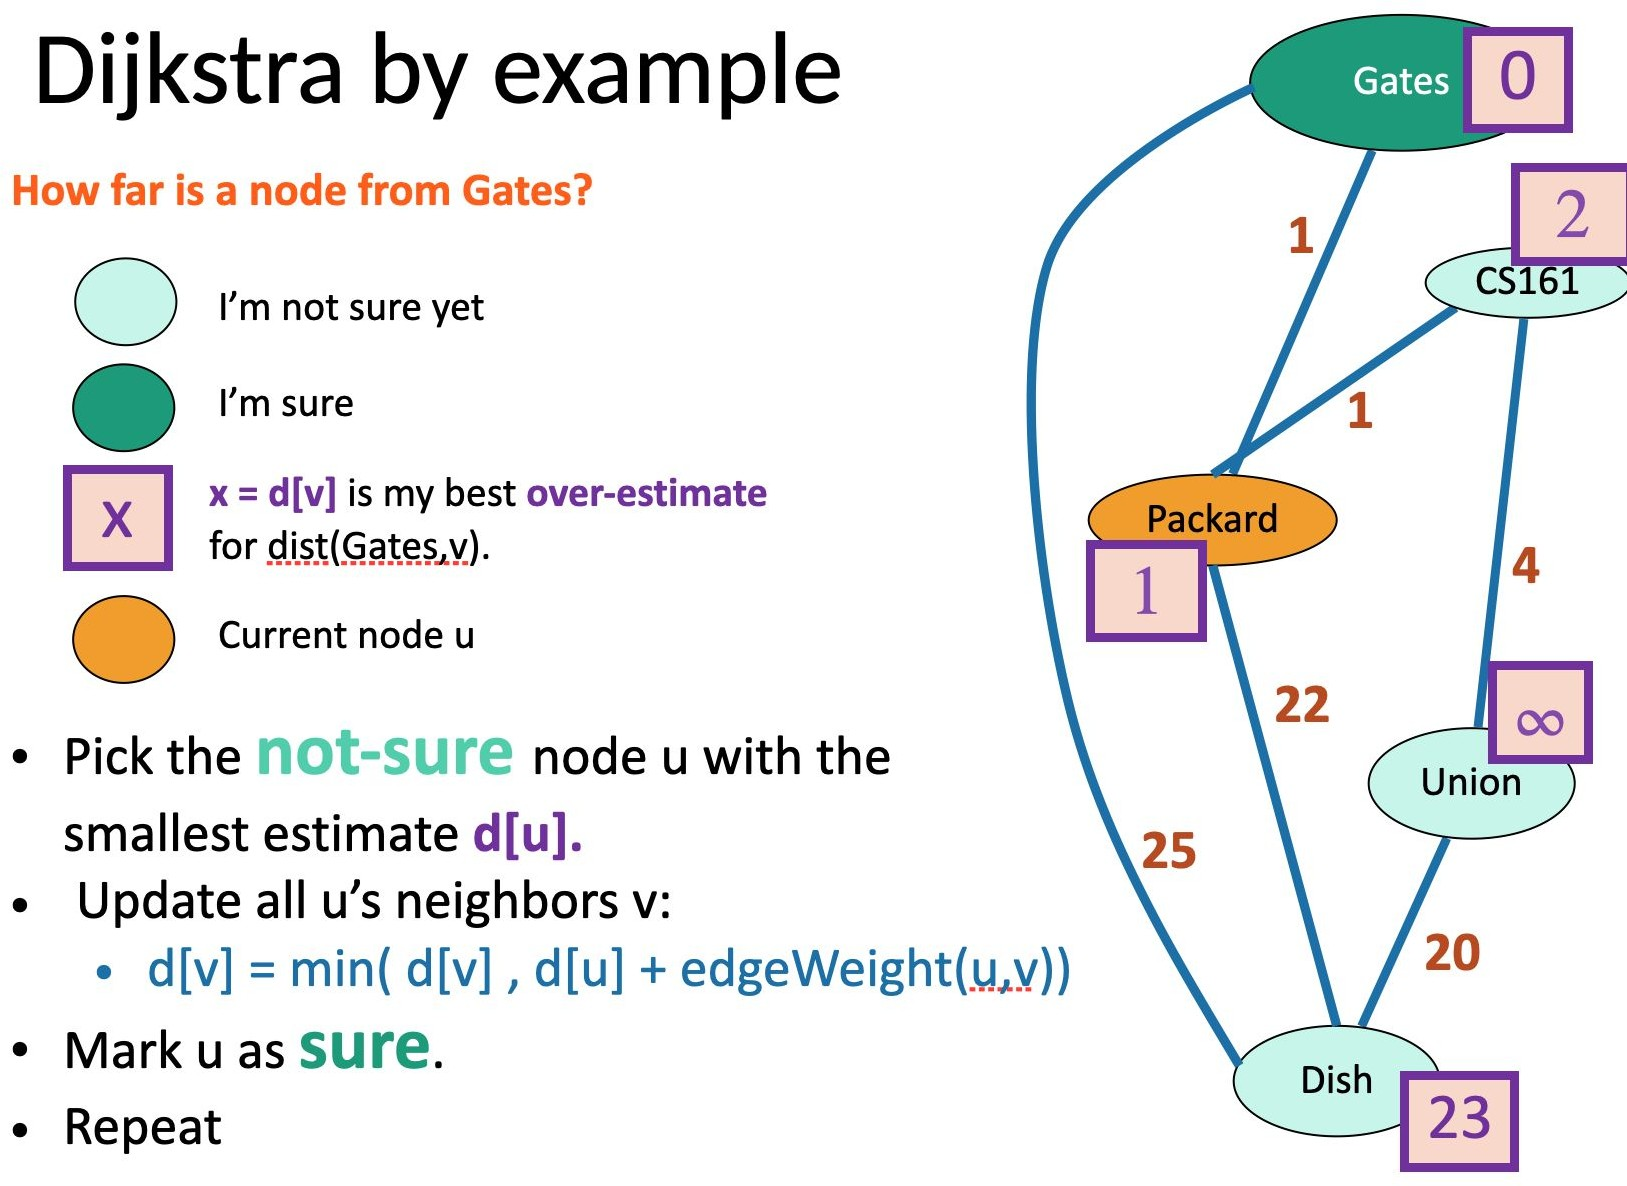 Dijkstra by example
How far is a node from Gates?
I'm not sure yet
I'm sure
X
x = d[v] is my best over-estimate
for dist(Gates,v).
Current node u
• Pick the not-sure node u with the
smallest estimate d[u].
• Update all u's neighbors v:
• d[v] = min( d[v] , d[u] + edgeWeight(u,v))
• Mark u as sure.
• Repeat
Gates
0
2
CS161
1
1
Packard
1
4
22
∞
Union
25
20
Dish
23